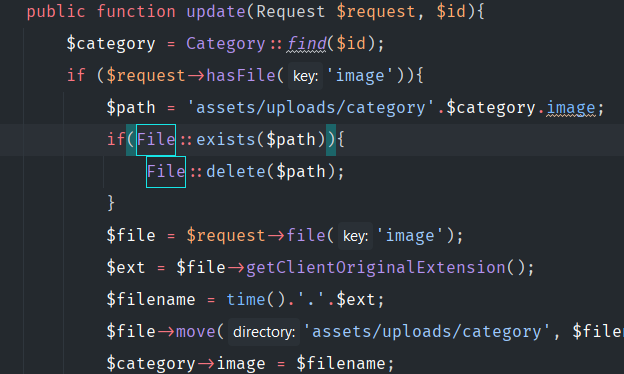 public function update(Request $request, $id){
$category = Category::find($id);
if ($request->hasFile( key: 'image')){
$path = 'assets/uploads/category'.$category.image;
if(File::exists($path)){
File::delete($path);
}
$file = $request->file( key: 'image');
$ext = $file->getClientOriginalExtension();
$filename = time().'.'.$ext;
$file->move( directory: 'assets/uploads/category', $filen
$category->image = $filename;